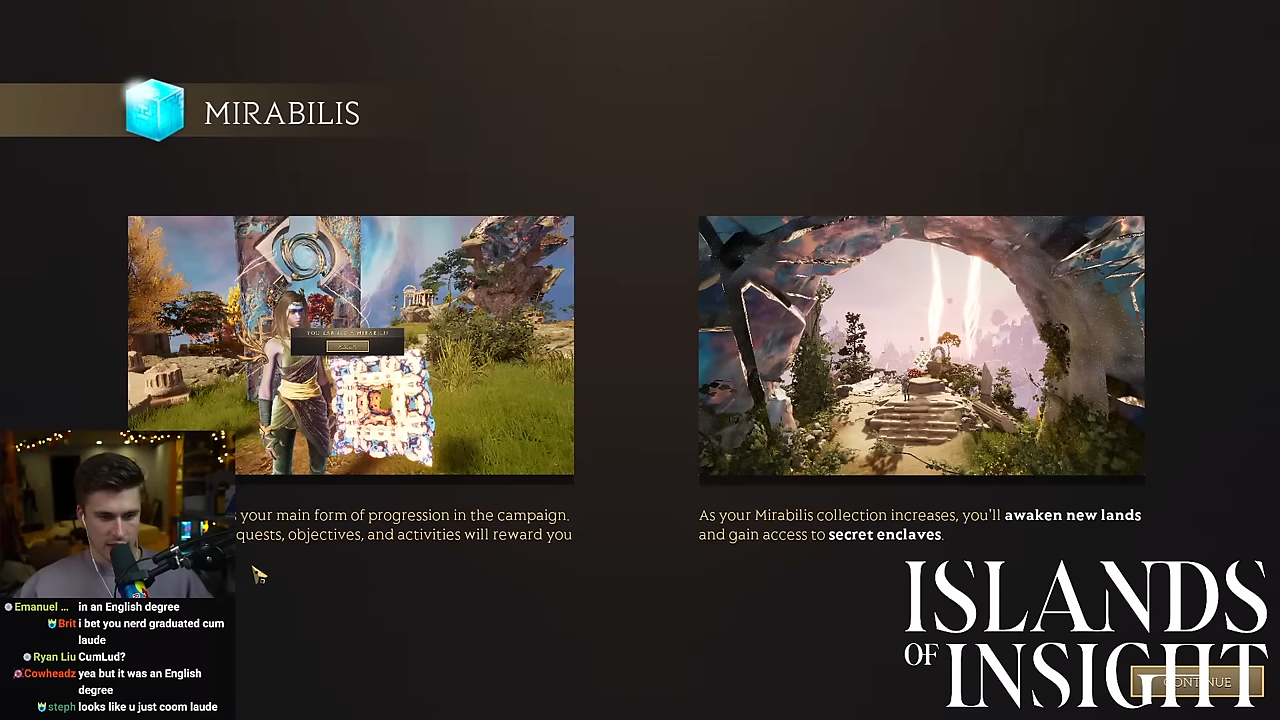 MIRABILIS
YOU EARNED A MIRABILIS
your main form of progression in the campaign.
quests, objectives, and activities will reward you
As your Mirabilis collection increases, you'll awaken new lands
and gain access to secret enclaves.
ISLANDS
OF INSIGHT
CONTINUE
Emanuel ... in an English degree
Brit i bet you nerd graduated cum
laude
Ryan Liu CumLud?
Cowheadz yea but it was an English
degree
steph looks like u just coom laude